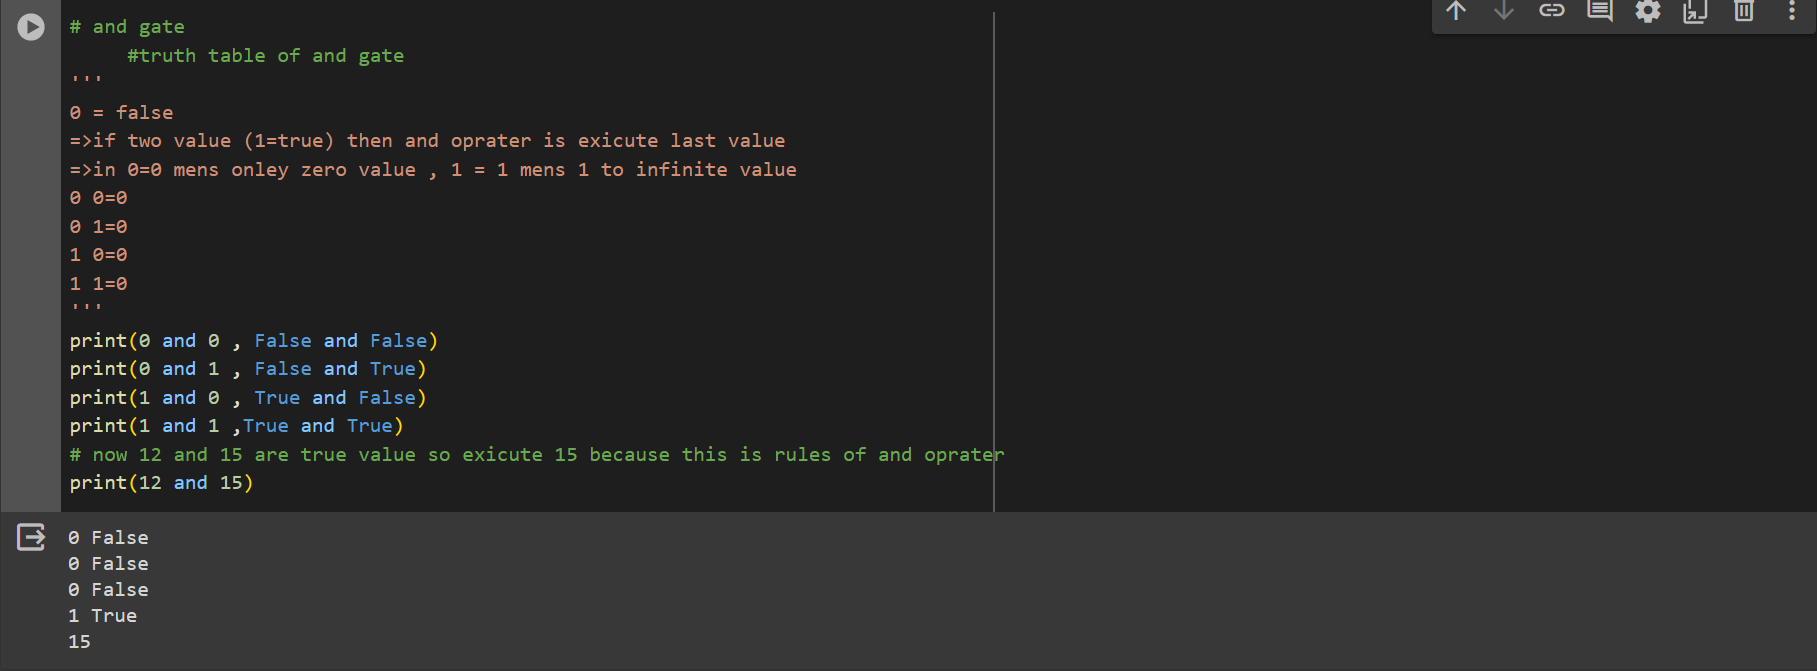 # and gate
     #truth table of and gate
'''
0 = false
=>if two value (1=true) then and oprater is exicute last value
=>in 0=0 mens onley zero value , 1 = 1 mens 1 to infinite value
0 0=0
0 1=0
1 0=0
1 1=0
'''
print(0 and 0 , False and False)
print(0 and 1 , False and True)
print(1 and 0 , True and False)
print(1 and 1 ,True and True)
# now 12 and 15 are true value so exicute 15 because this is rules of and oprater
print(12 and 15)
0 False
0 False
0 False
1 True
15